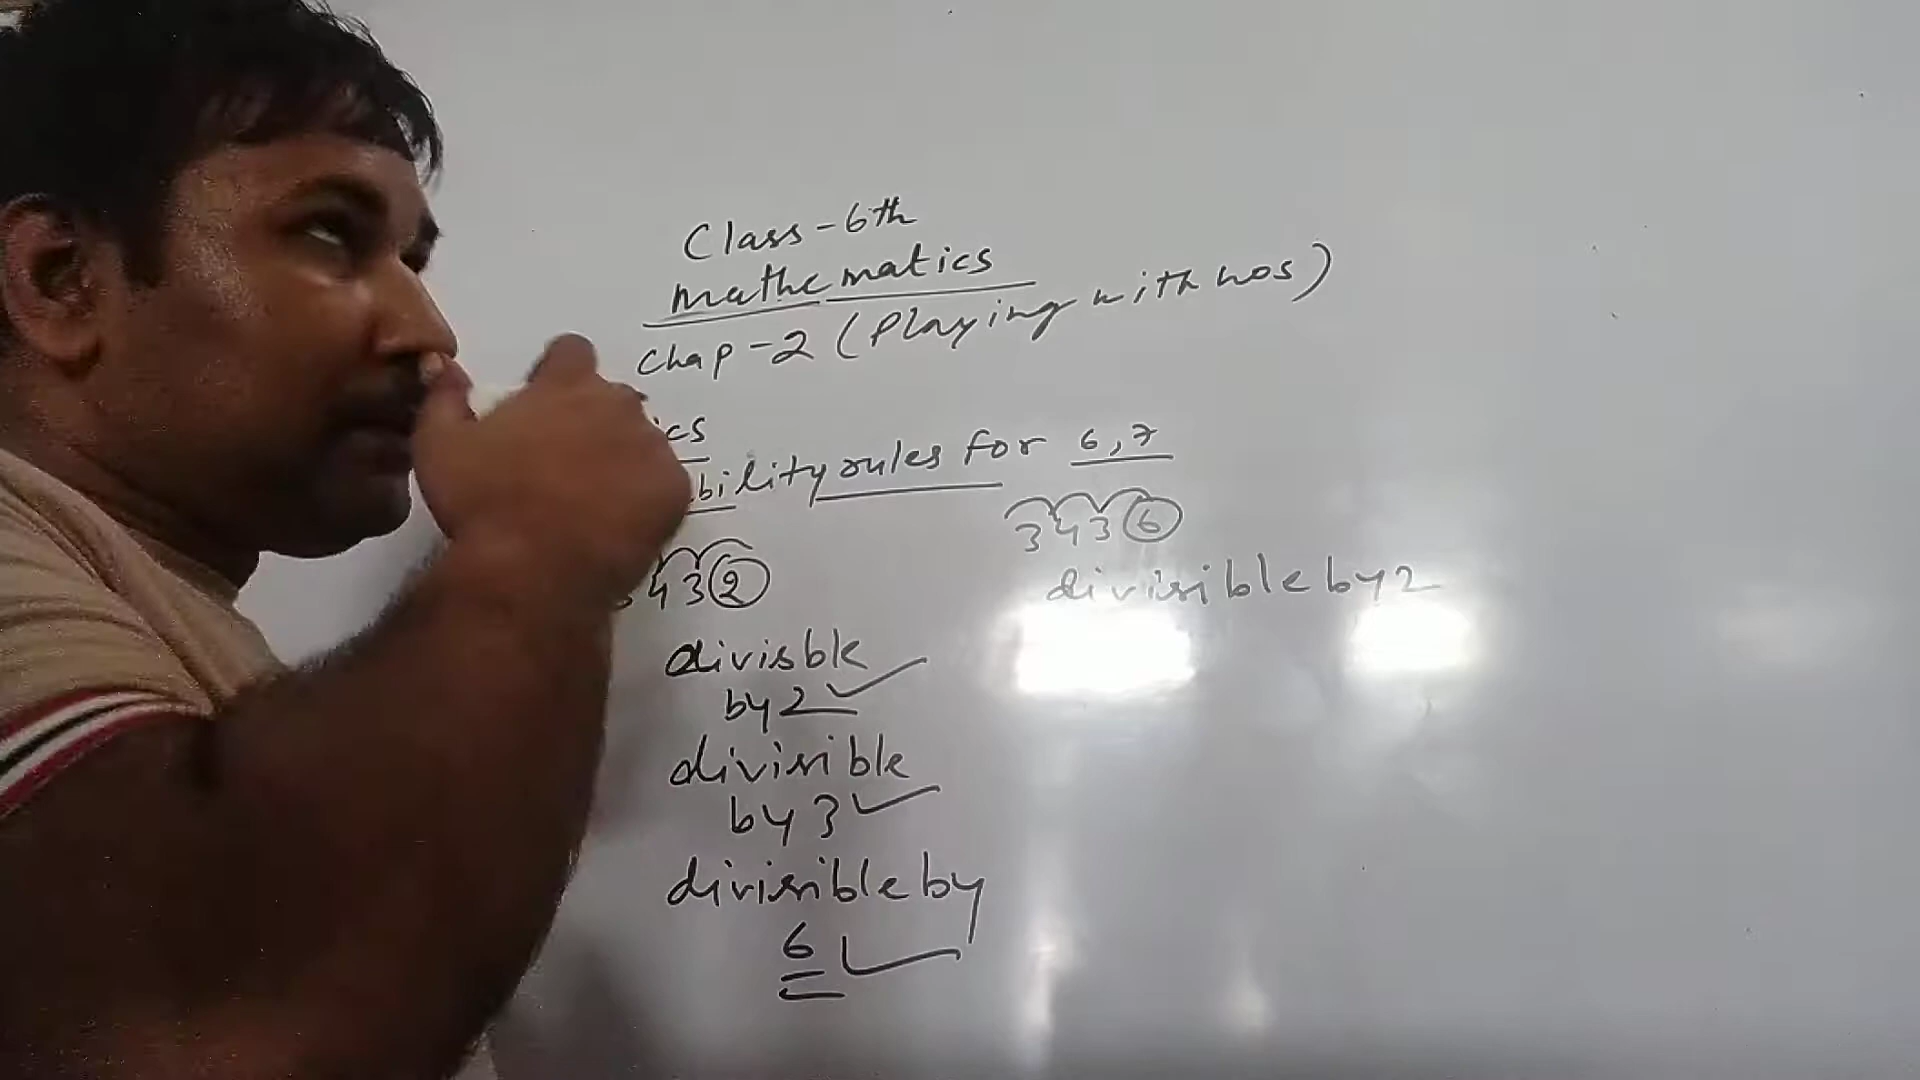 Class-6th
mathematics
Chap-2 (Playing with nos)
ics
bility rules for 6,7
3436
432
divisible by 2
divisble
by 2
divisible
by 3
divisible by
6